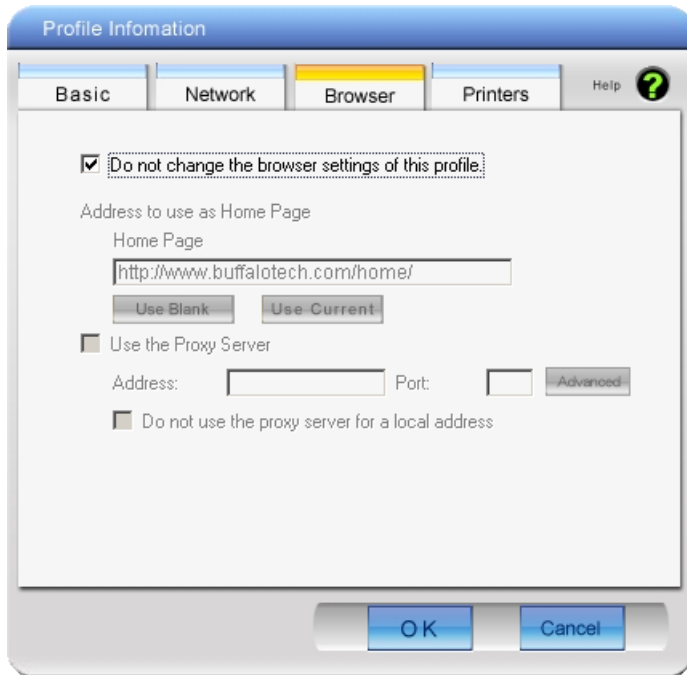 Profile Infomation
Basic Network Browser Printers Help ?
Do not change the browser settings of this profile.
Address to use as Home Page
Home Page
http://www.buffalotech.com/home/
Use Blank Use Current
Use the Proxy Server
Address: Port: Advanced
Do not use the proxy server for a local address
OK Cancel